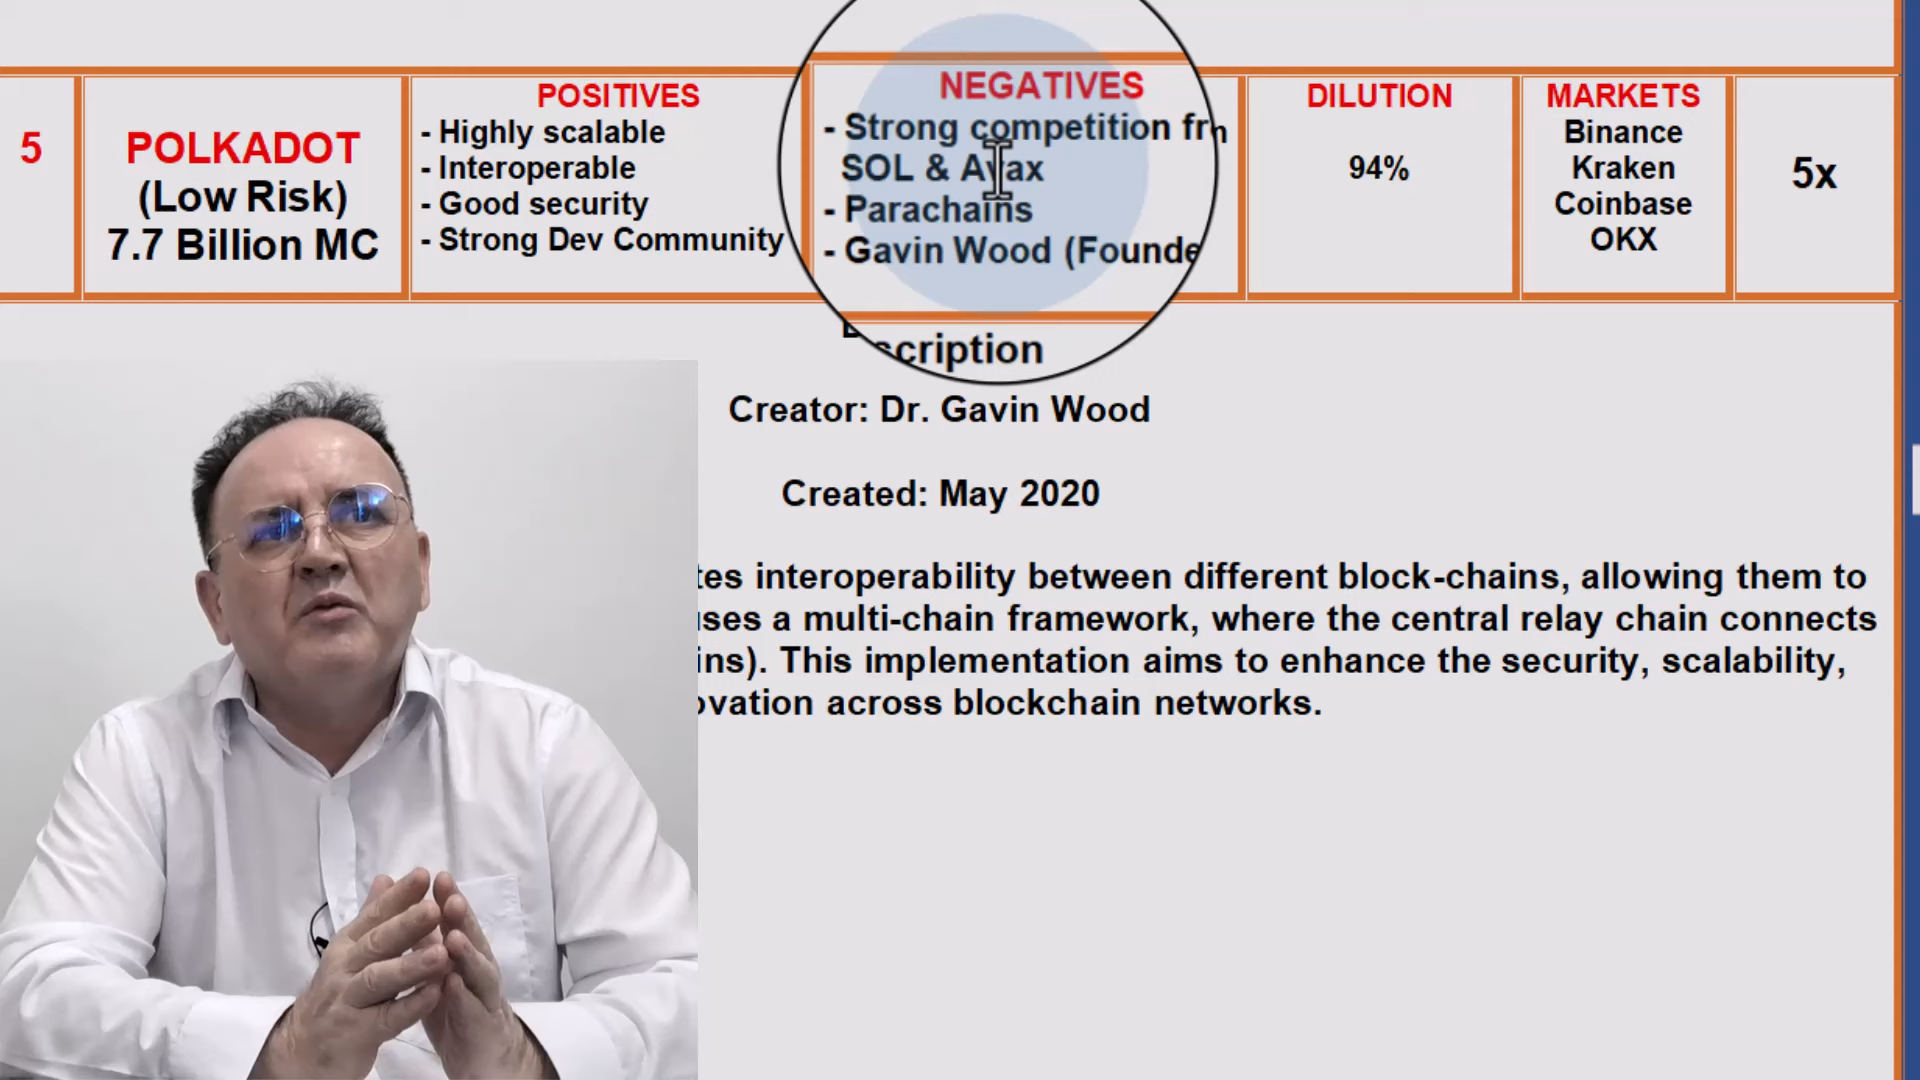 5
POLKADOT
(Low Risk)
7.7 Billion MC
POSITIVES
- Highly scalable
- Interoperable
- Good security
- Strong Dev Community
NEGATIVES
- Strong competition
SOL & Avax
- Parachains
- Gavin Wood
DILUTION
94%
MARKETS
Binance
Kraken
Coinbase
OKX
5x
Creator: Dr. Gavin Wood
Created: May 2020
interoperability between different block-chains, allowing them to
a multi-chain framework, where the central relay chain connects
This implementation aims to enhance the security, scalability,
across blockchain networks.